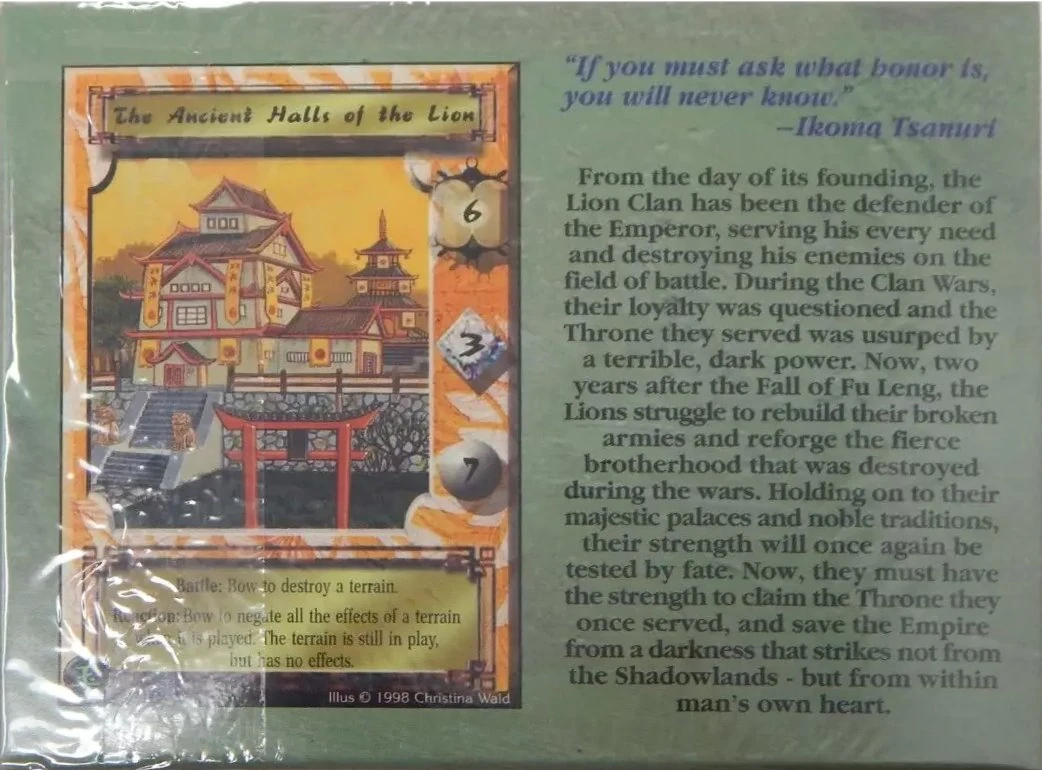 The Ancient Halls of the Lion
6
3
7
Battle: Bow to destroy a terrain.
Reaction: Bow to negate all the effects of a terrain
when it is played. The terrain is still in play,
but has no effects.
Illus © 1998 Christina Wald
"If you must ask what honor is,
you will never know."
–Ikoma Tsanuri
From the day of its founding, the
Lion Clan has been the defender of
the Emperor, serving his every need
and destroying his enemies on the
field of battle. During the Clan Wars,
their loyalty was questioned and the
Throne they served was usurped by
a terrible, dark power. Now, two
years after the Fall of Fu Leng, the
Lions struggle to rebuild their broken
armies and reforge the fierce
brotherhood that was destroyed
during the wars. Holding on to their
majestic palaces and noble traditions,
their strength will once again be
tested by fate. Now, they must have
the strength to claim the Throne they
once served, and save the Empire
from a darkness that strikes not from
the Shadowlands - but from within
man's own heart.